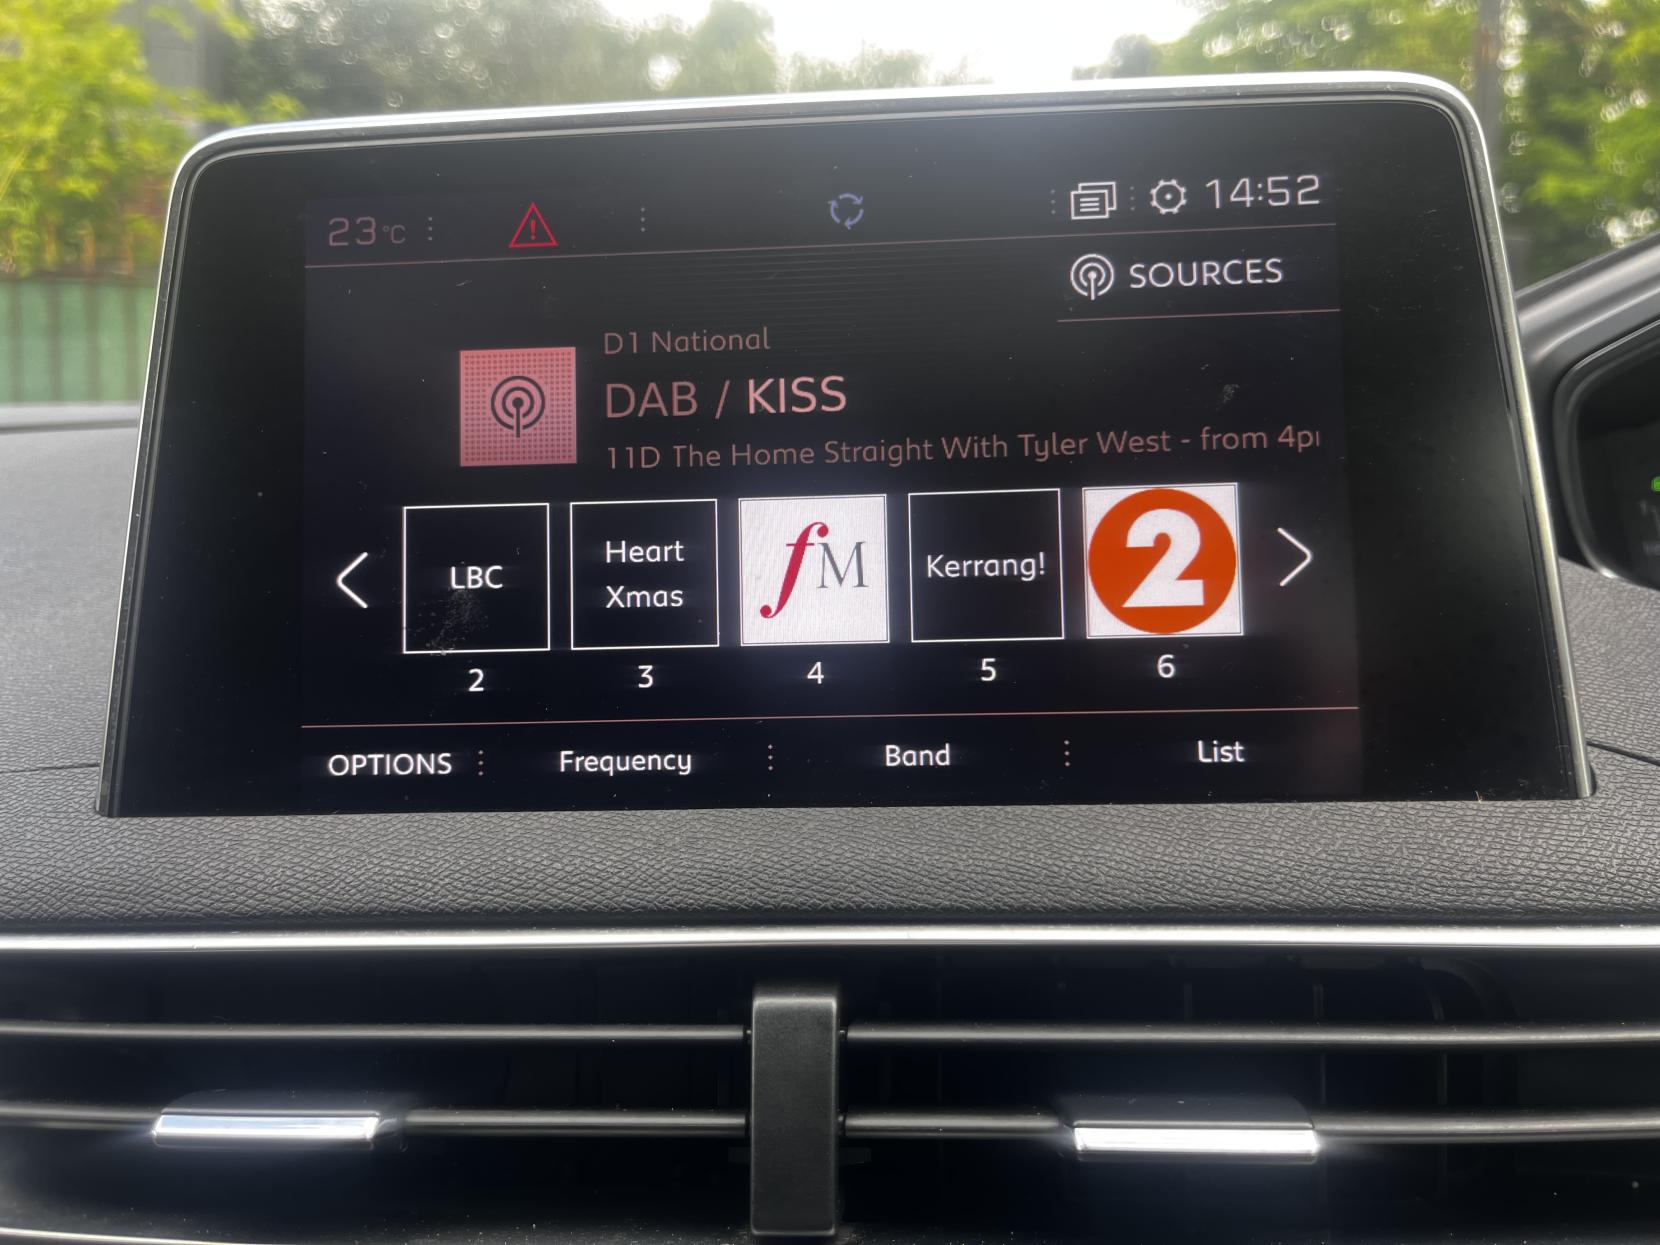 23°C
14:52
SOURCES
D1 National
DAB / KISS
11D The Home Straight With Tyler West - from 4p
LBC
Heart
Xmas
fM
Kerrang!
2
2
3
4
5
6
OPTIONS
Frequency
Band
List